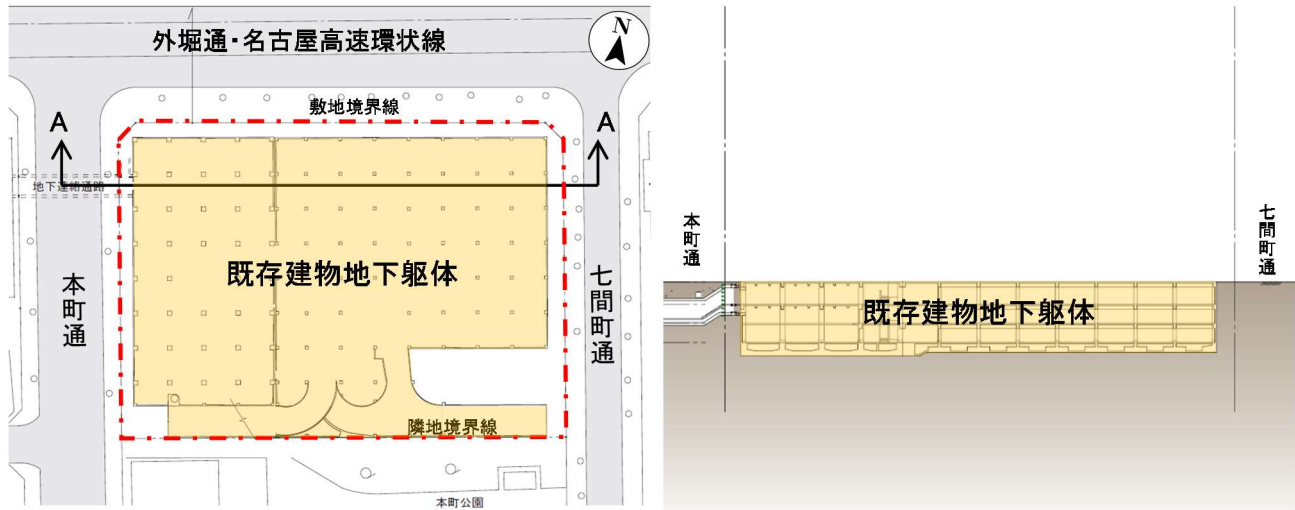 外堀通・名古屋高速環状線
N
敷地境界線
A
A
地下連絡通路
既存建物地下躯体
本町通
七間町通
隣地境界線
本町公園
本町通
七間町通
既存建物地下躯体